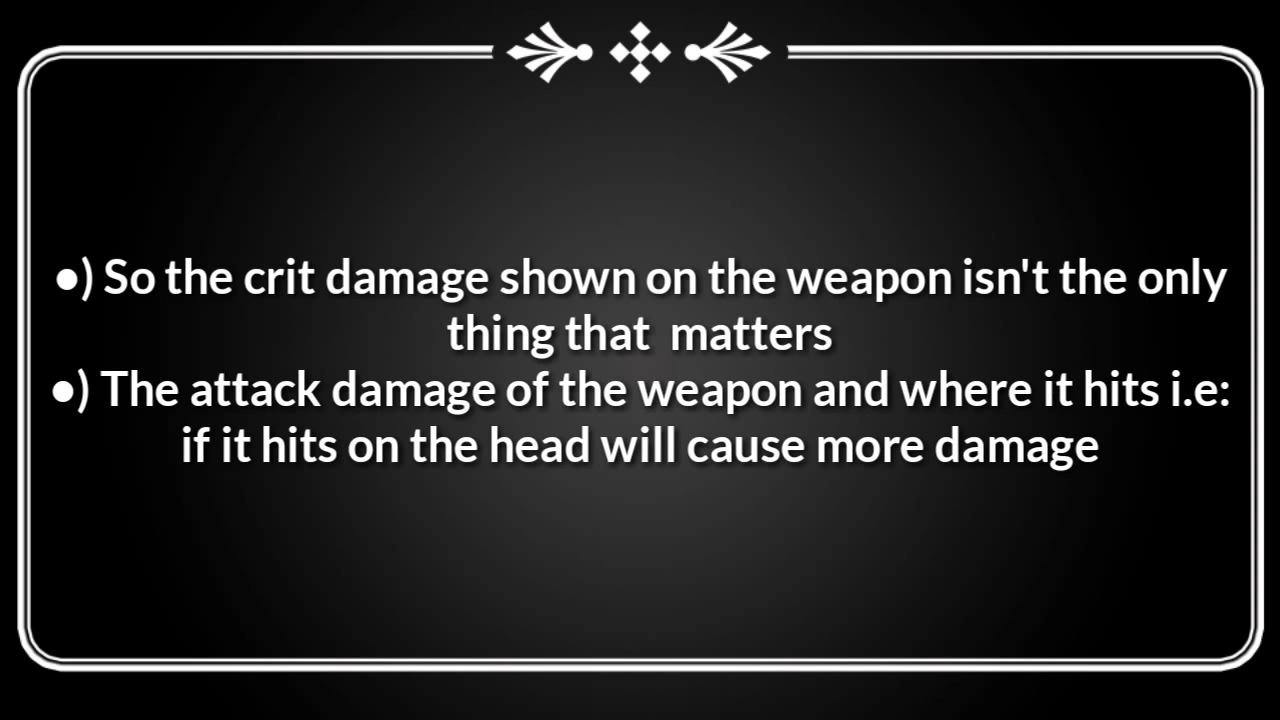 ●) So the crit damage shown on the weapon isn't the only
thing that  matters
●) The attack damage of the weapon and where it hits i.e:
if it hits on the head will cause more damage